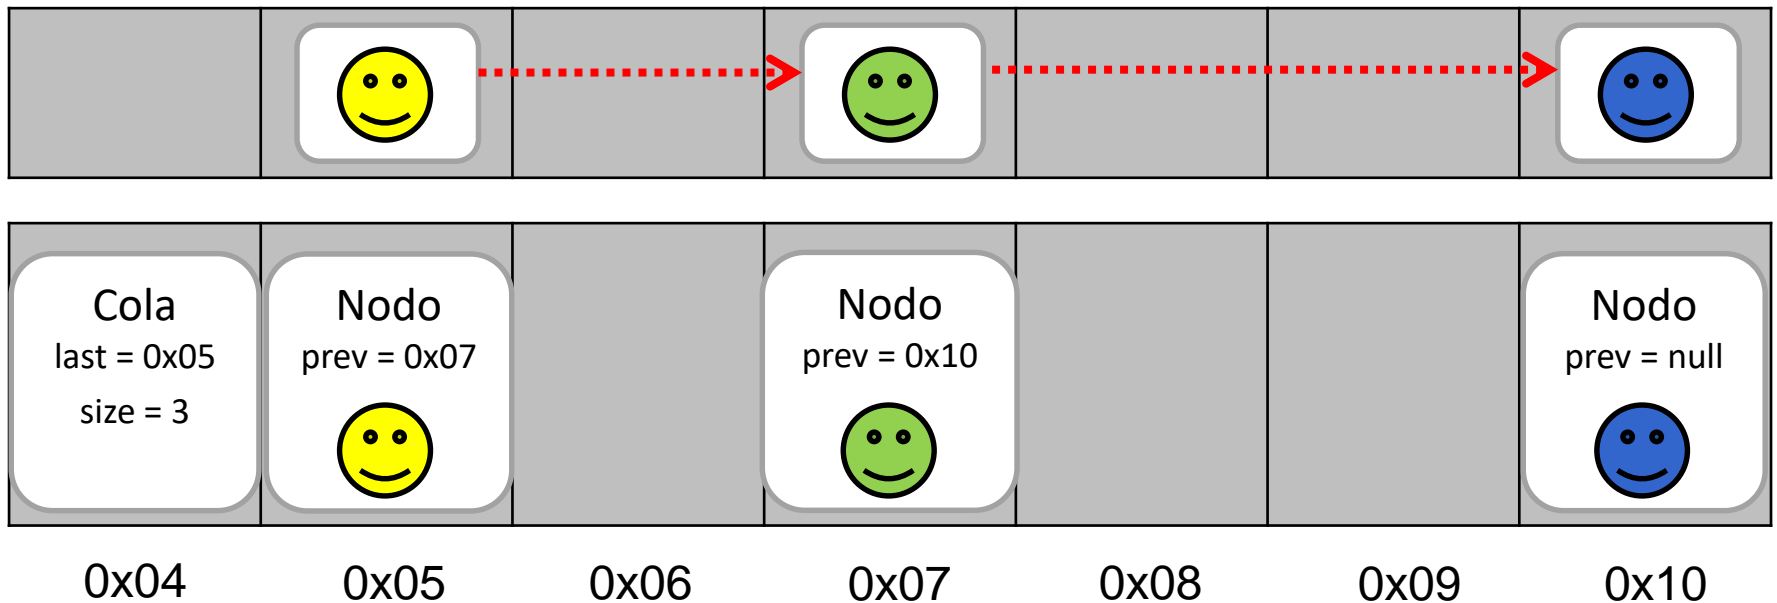 Cola
last = 0x05
size = 3
Nodo
prev = 0x07
Nodo
prev = 0x10
Nodo
prev = null
0x04
0x05
0x06
0x07
0x08
0x09
0x10